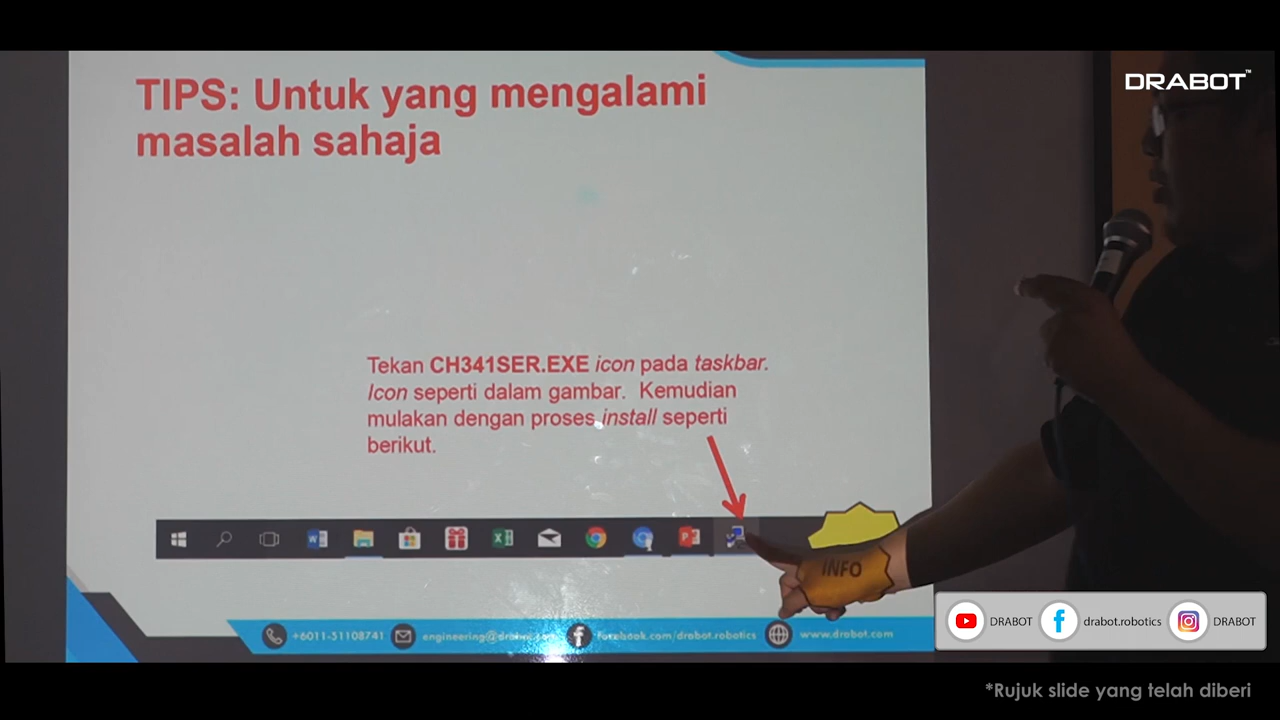 DRABOT™
TIPS: Untuk yang mengalami
masalah sahaja
Tekan CH341SER.EXE icon pada taskbar.
Icon seperti dalam gambar. Kemudian
mulakan dengan proses install seperti
berikut.
INFO
+6011-31108741
facebook.com/drabot.robotics
www.drabot.com
DRABOT
drabot.robotics
DRABOT
*Rujuk slide yang telah diberi